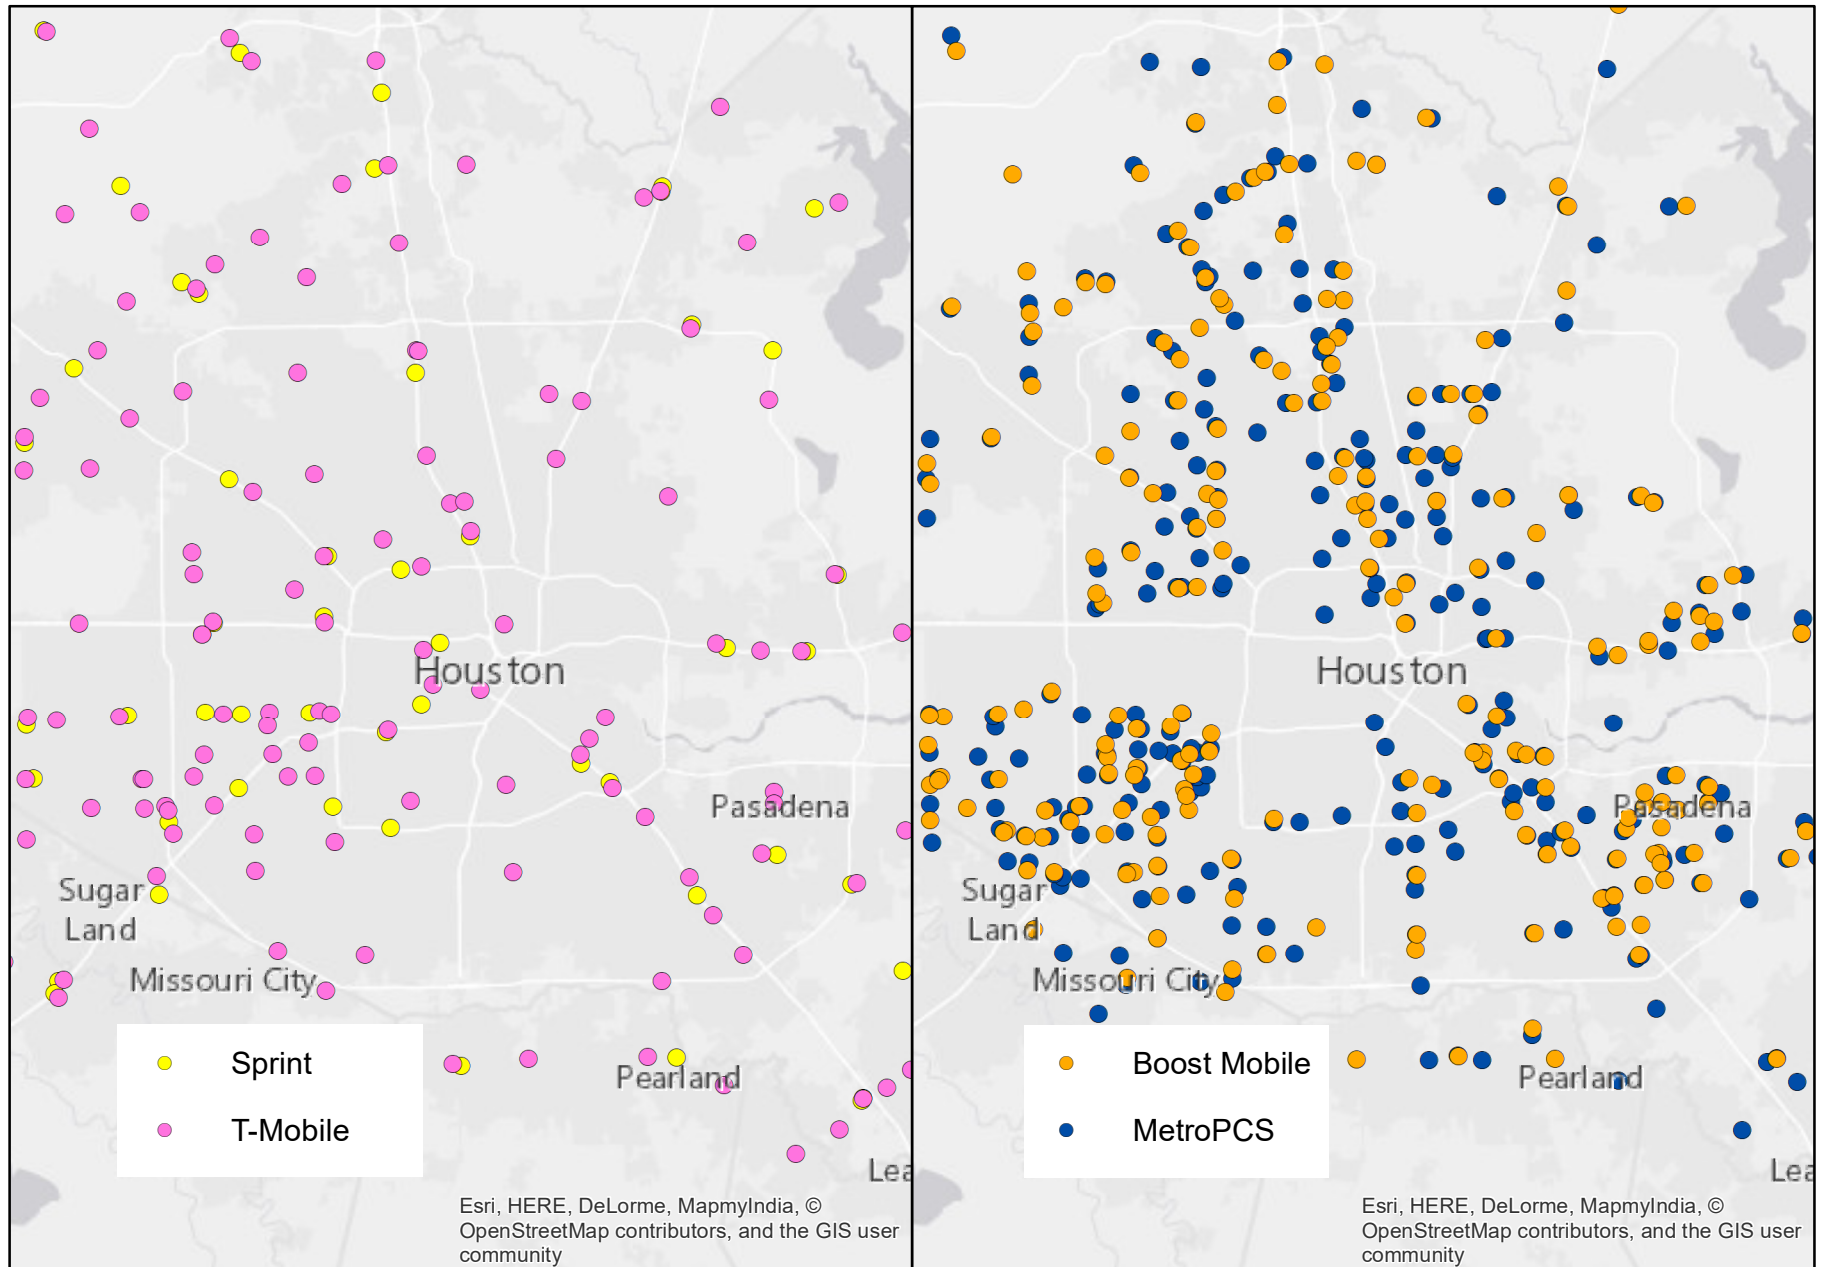 Houston
Pasadena
Sugar
Land
Missouri City
Sprint
T-Mobile
Pearland
Lea
Esri, HERE, DeLorme, MapmyIndia, ©
OpenStreetMap contributors, and the GIS user
community
Houston
Pasadena
Sugar
Land
Missouri City
Boost Mobile
MetroPCS
Pearland
Lea
Esri, HERE, DeLorme, MapmyIndia, ©
OpenStreetMap contributors, and the GIS user
community